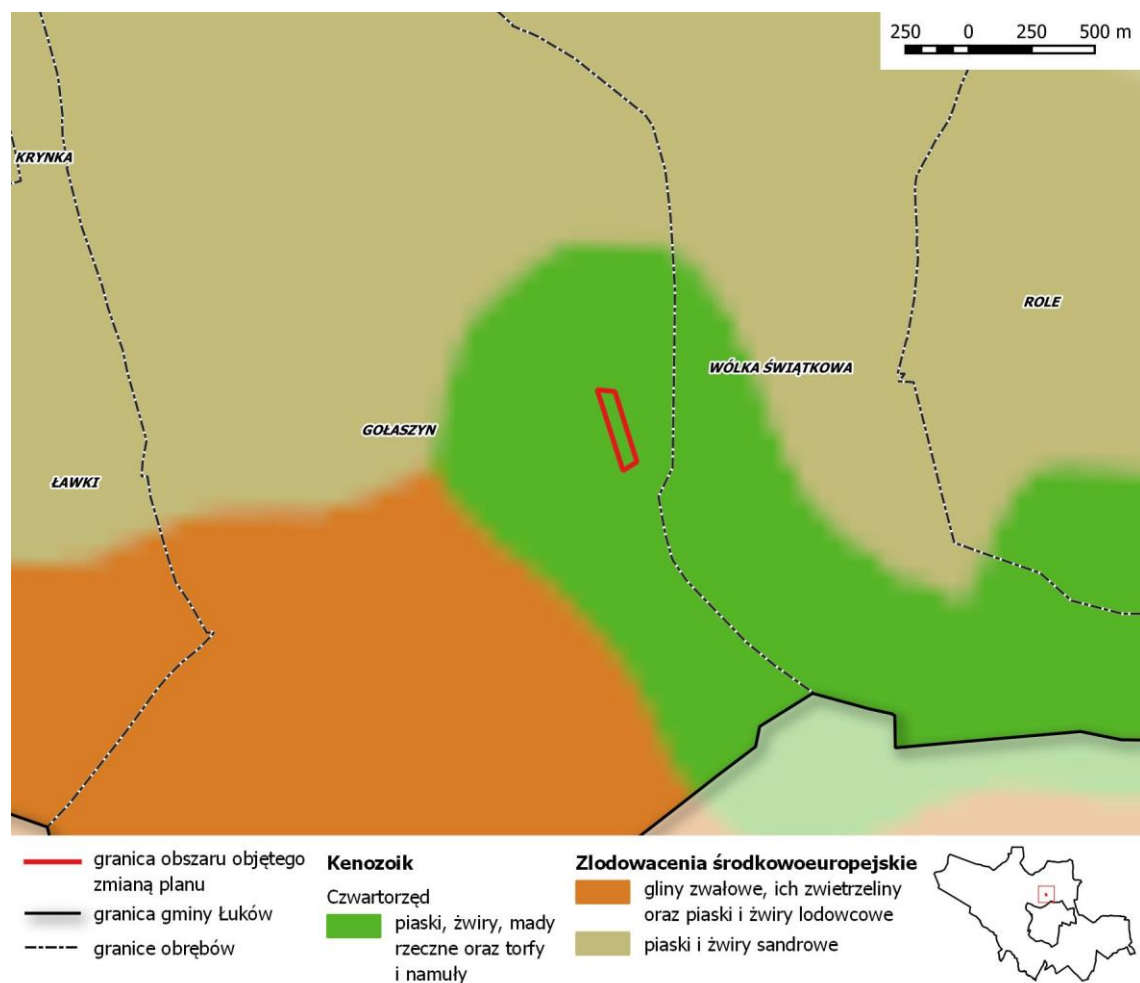 250 0 250 500 m
KRYNKA
ROLE
WÓLKA ŚWIĄTKOWA
GOŁASZYN
ŁAWKI
granica obszaru objętego
zmianą planu
granica gminy Łuków
granice obrębów
Kenozoik
Czwartorzęd
piaski, żwiry, mady
rzeczne oraz torfy
i namuły
Zlodowacenia środkowoeuropejskie
gliny zwałowe, ich zwietrzeliny
oraz piaski i żwiry lodowcowe
piaski i żwiry sandrowe